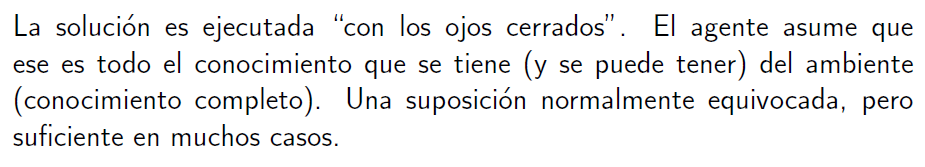 La solución es ejecutada “con los ojos cerrados”. El agente asume que
ese es todo el conocimiento que se tiene (y se puede tener) del ambiente
(conocimiento completo). Una suposición normalmente equivocada, pero
suficiente en muchos casos.